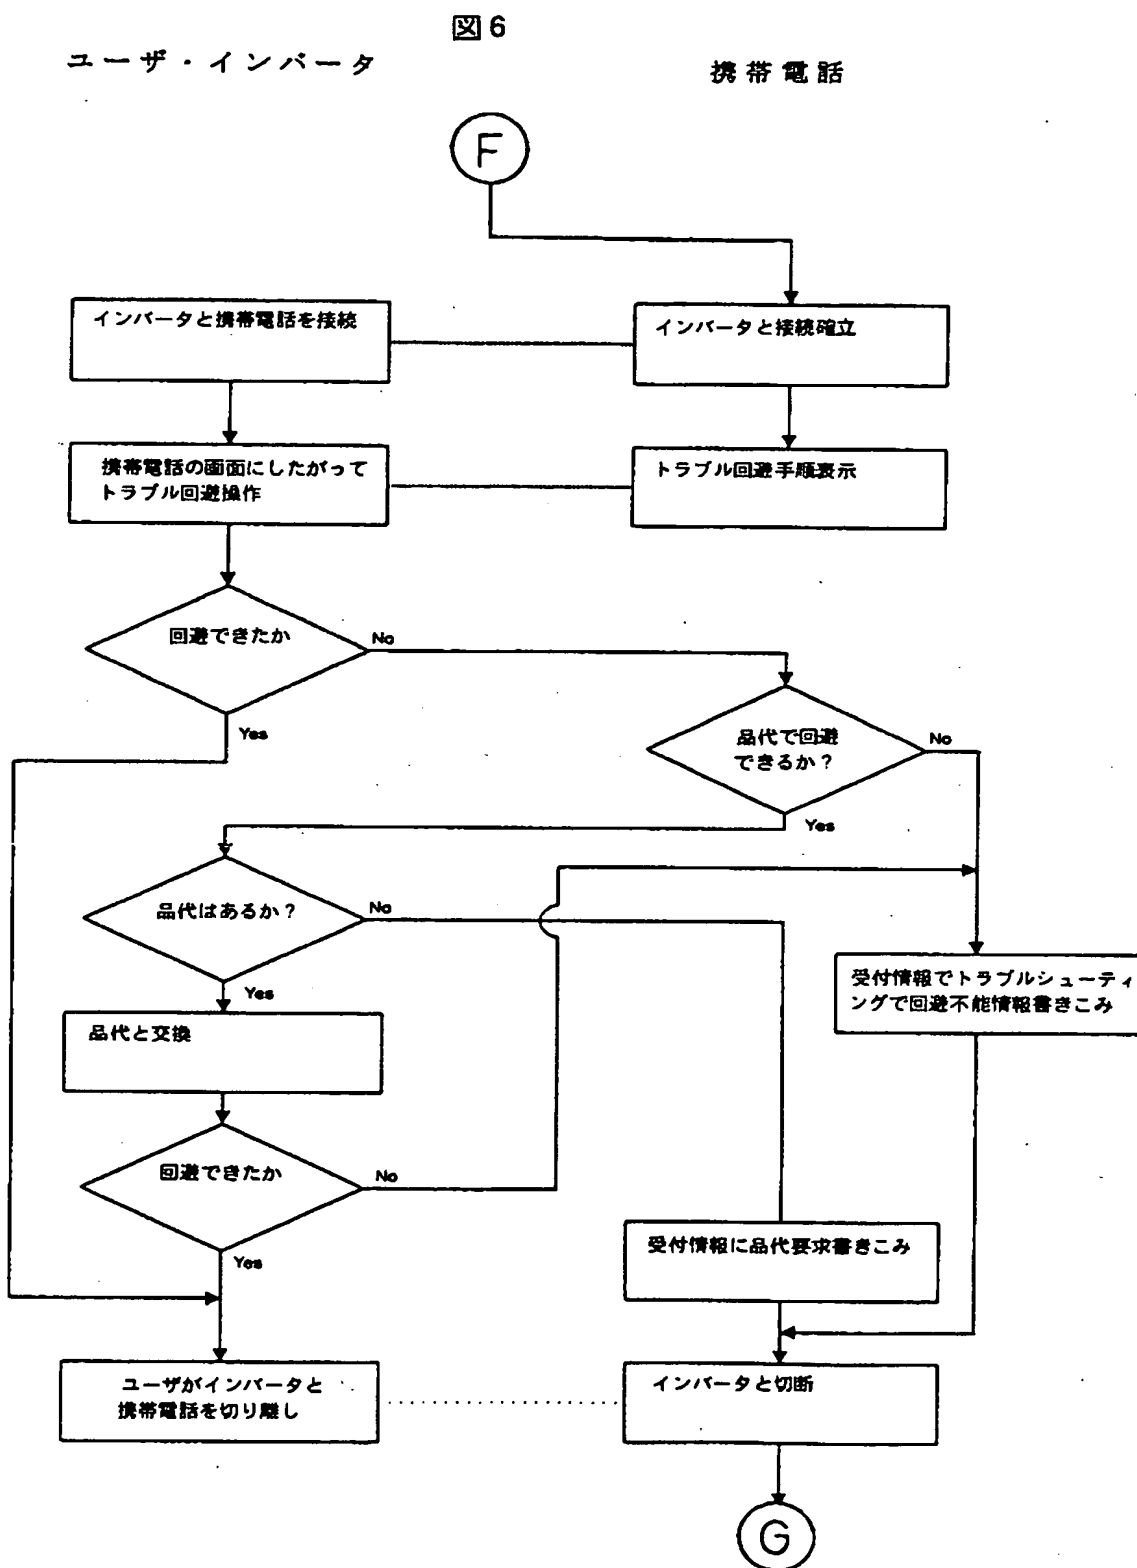 図6
ユーザ・インバータ
携帯電話
F
インバータと携帯電話を接続
インバータと接続確立
携帯電話の画面にしたがって
トラブル回避操作
トラブル回避手順表示
回避できたか
No
Yes
品代で回避
できるか？
No
Yes
品代はあるか？
No
Yes
受付情報でトラブルシューティ
ングで回避不能情報書きこみ
品代と交換
回避できたか
No
Yes
受付情報に品代要求書きこみ
ユーザがインバータと
携帯電話を切り離し
インバータと切断
G